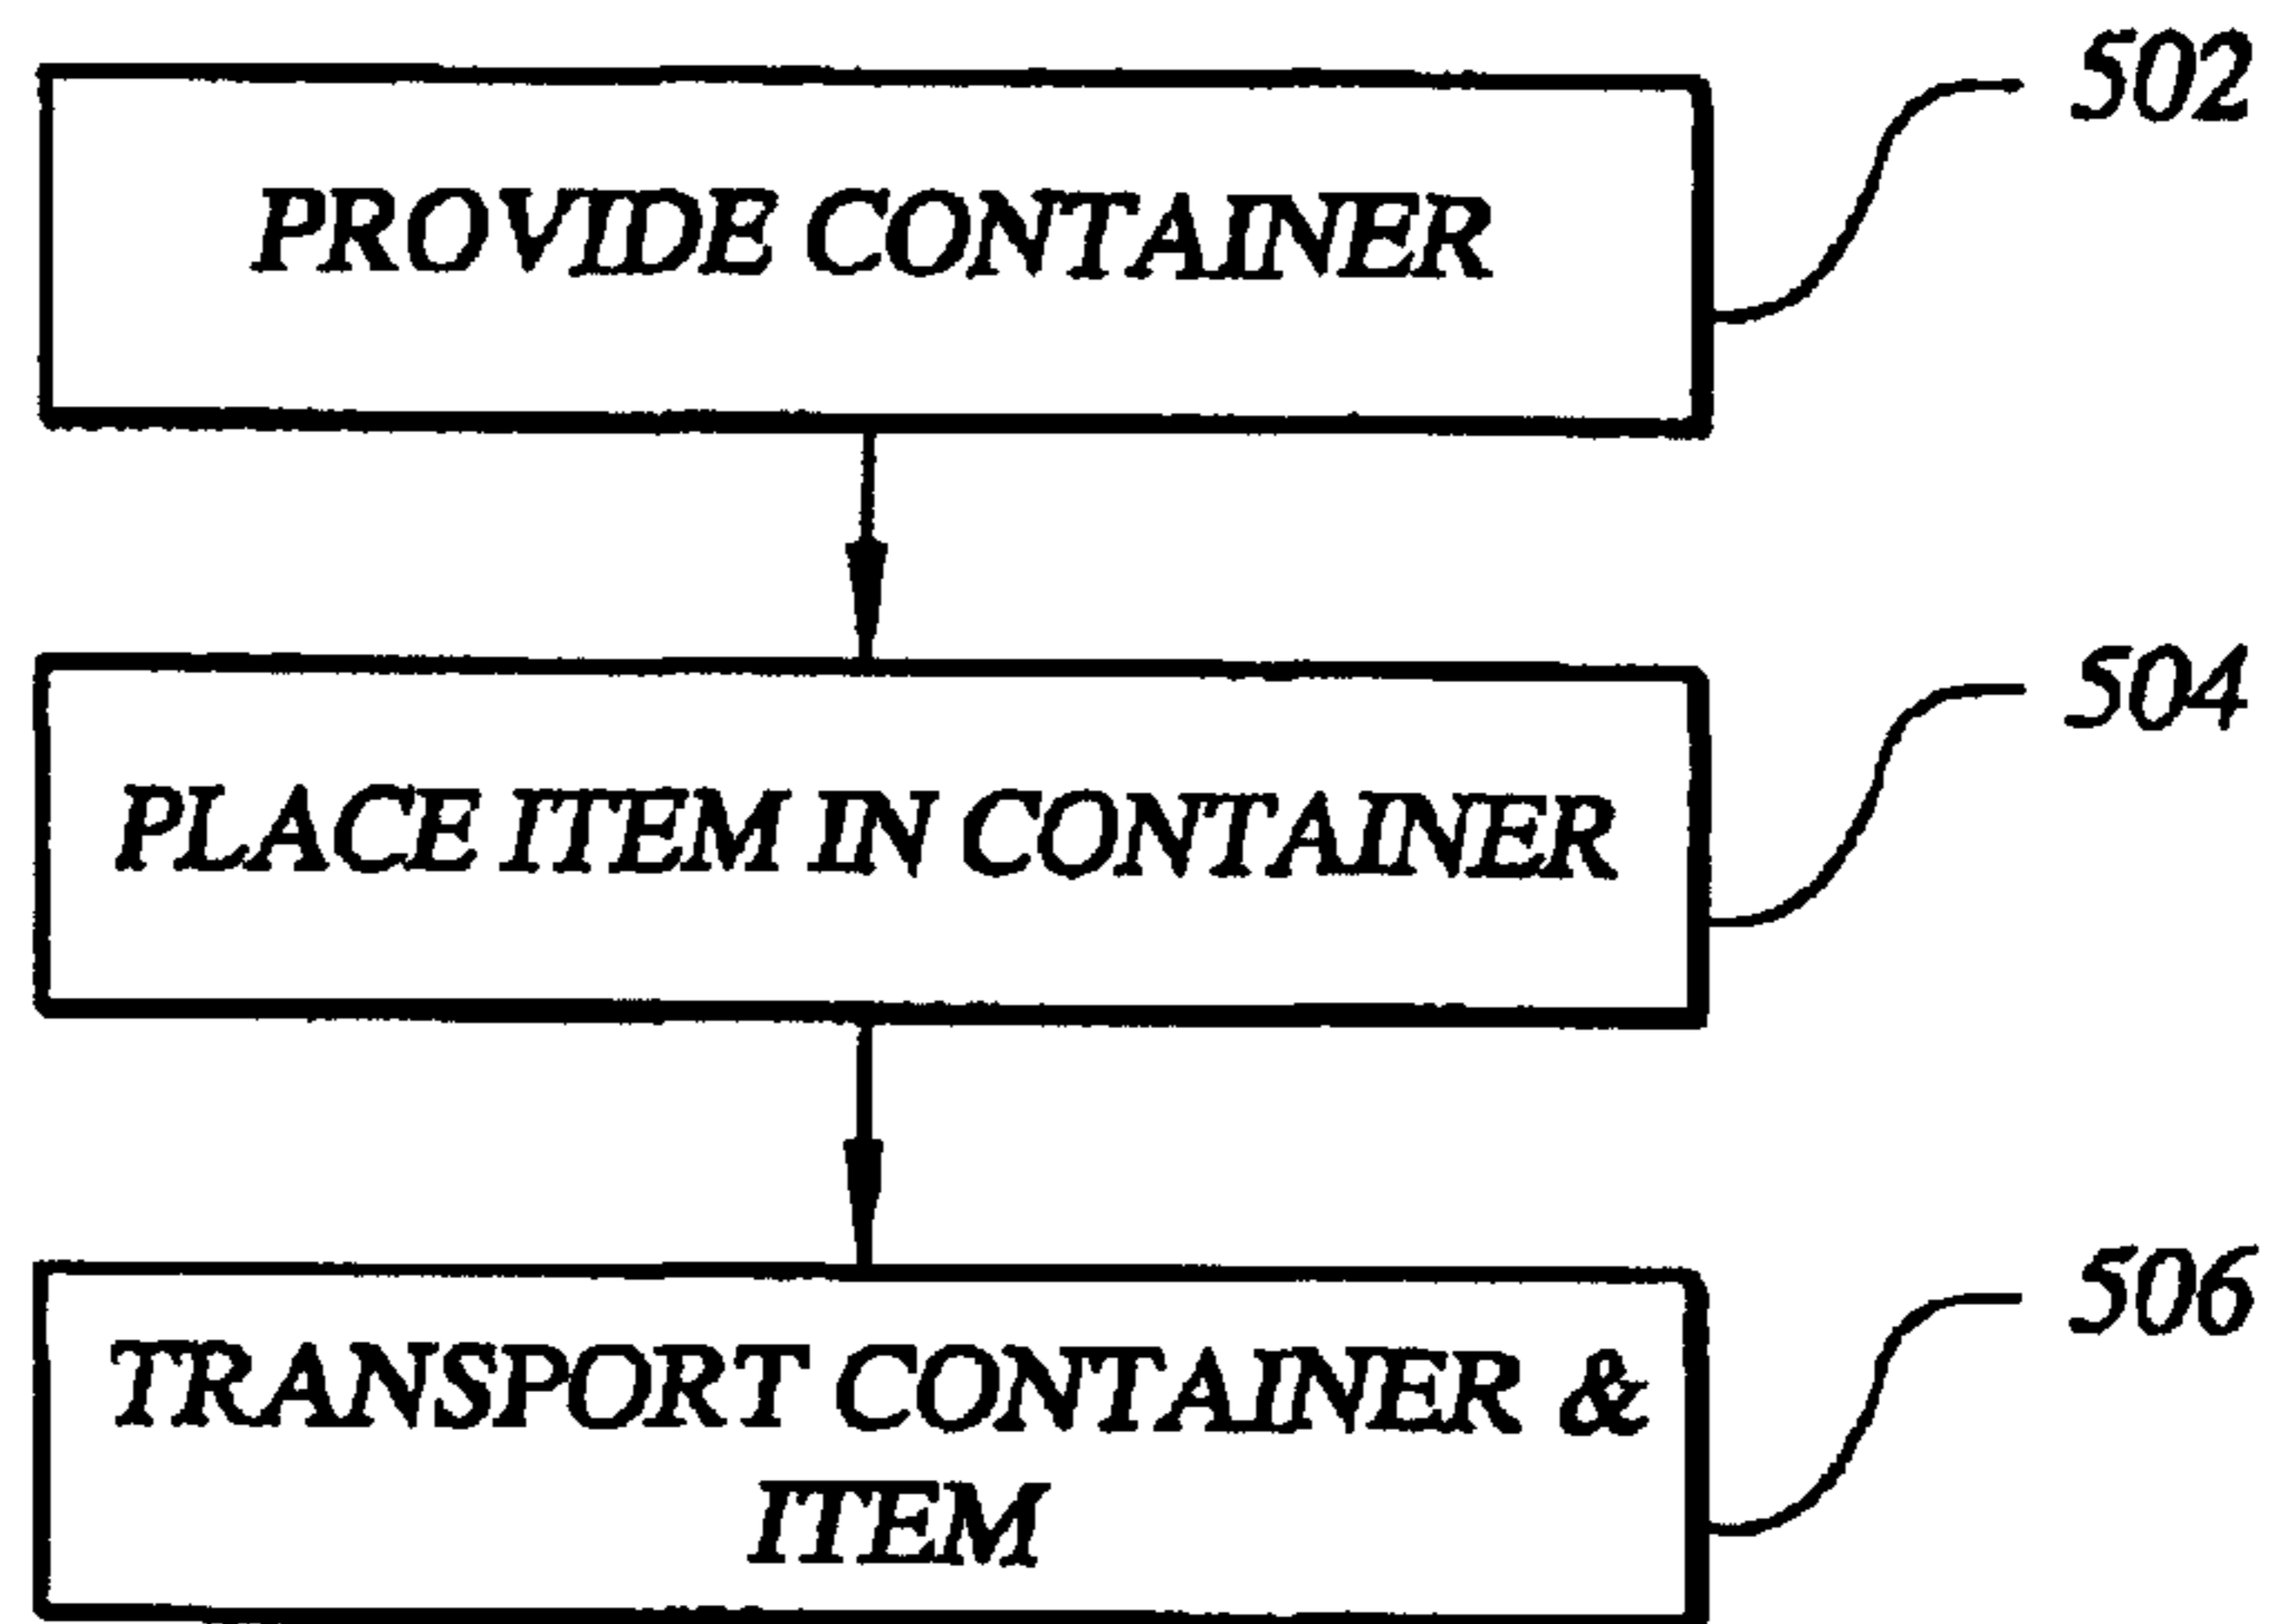 502
PROVIDE CONTAINER
504
PLACE ITEM IN CONTAINER
506
TRANSPORT CONTAINER &
ITEM